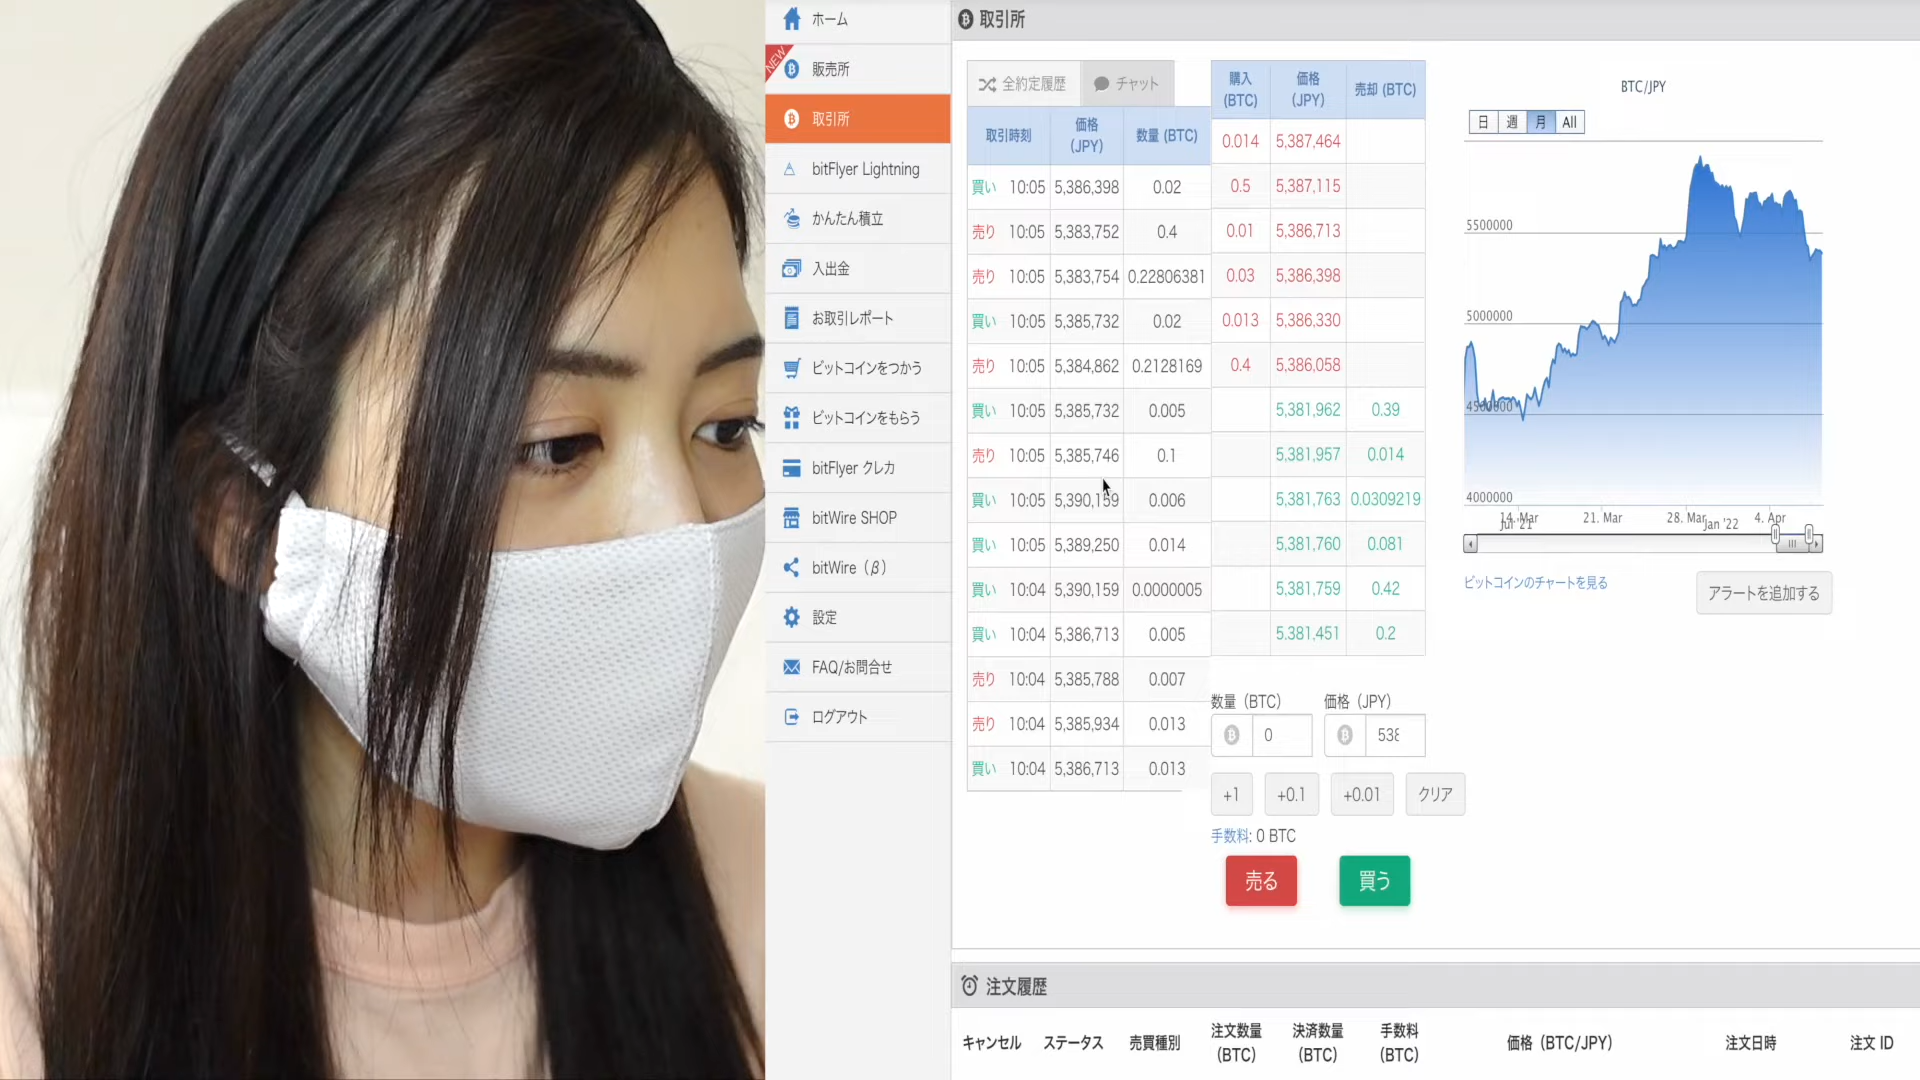 ホーム
NEW
販売所
取引所
bitFlyer Lightning
かんたん積立
入出金
お取引レポート
ビットコインをつかう
ビットコインをもらう
bitFlyer クレカ
bitWire SHOP
bitWire（β）
設定
FAQ/お問合せ
ログアウト
取引所
全約定履歴 チャット
取引時刻 価格（JPY） 数量 (BTC)
買い 10:05 5,386,398 0.02
売り 10:05 5,383,752 0.4
売り 10:05 5,383,754 0.22806381
買い 10:05 5,385,732 0.02
売り 10:05 5,384,862 0.2128169
買い 10:05 5,385,732 0.005
売り 10:05 5,385,746 0.1
買い 10:05 5,390,159 0.006
買い 10:05 5,389,250 0.014
買い 10:04 5,390,159 0.0000005
買い 10:04 5,386,713 0.005
売り 10:04 5,385,788 0.007
売り 10:04 5,385,934 0.013
買い 10:04 5,386,713 0.013
購入 (BTC) 価格（JPY） 売却 (BTC)
0.014 5,387,464
0.5 5,387,115
0.01 5,386,713
0.03 5,386,398
0.013 5,386,330
0.4 5,386,058
5,381,962 0.39
5,381,957 0.014
5,381,763 0.0309219
5,381,760 0.081
5,381,759 0.42
5.381,451 0.2
数量（BTC） 価格（JPY）
0 538
+1 +0.1 +0.01 クリア
手数料: 0 BTC
売る 買う
BTC/JPY
日 週 月 All
5500000
5000000
4500000
4000000
14. Mar 21. Mar 28. Mar 4. Apr
Jul '21 Jan '22
ビットコインのチャートを見る
アラートを追加する
注文履歴
キャンセル ステータス 売買種別 注文数量 (BTC) 決済数量 (BTC) 手数料 (BTC) 価格（BTC/JPY） 注文日時 注文 ID